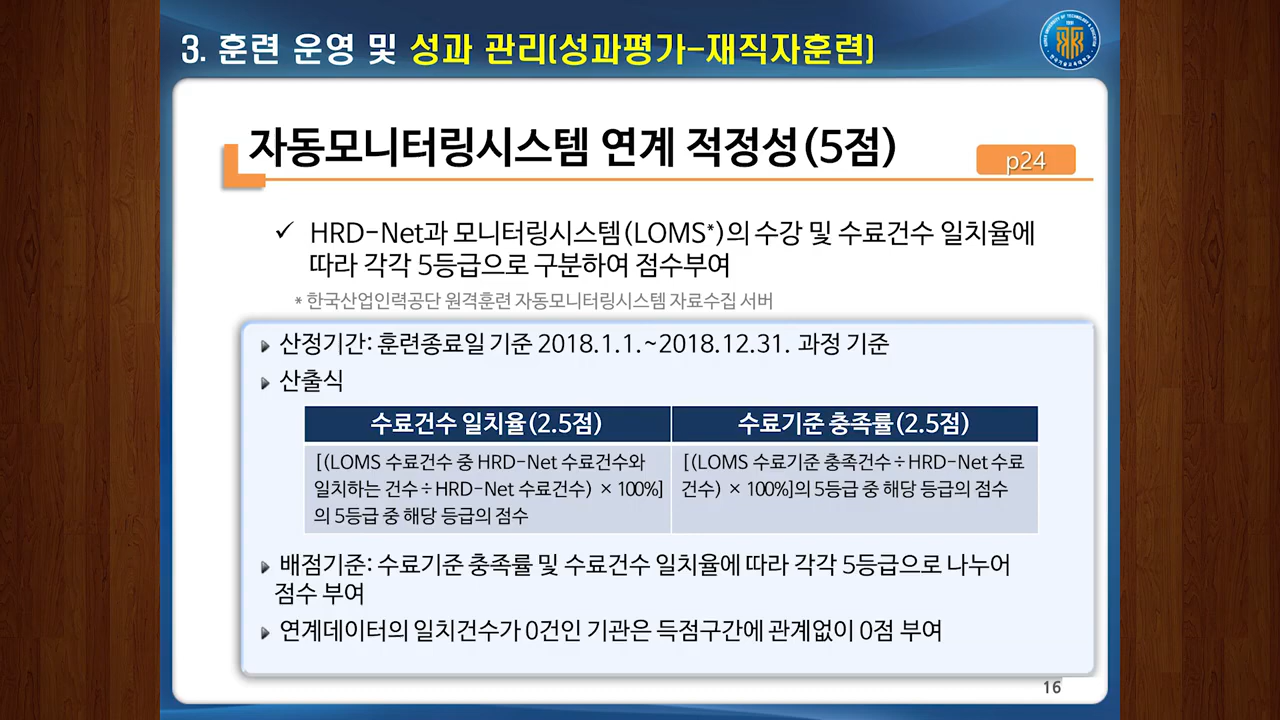 3. 훈련 운영 및 성과 관리(성과평가-재직자훈련)
자동모니터링시스템 연계 적정성(5점)
p24
✓ HRD-Net과 모니터링시스템(LOMS*)의 수강 및 수료건수 일치율에
따라 각각 5등급으로 구분하여 점수부여
* 한국산업인력공단 원격훈련 자동모니터링시스템 자료수집 서버
산정기간: 훈련종료일 기준 2018.1.1.~2018.12.31. 과정 기준
산출식
수료건수 일치율(2.5점)
수료기준 충족률(2.5점)
[(LOMS 수료건수 중 HRD-Net 수료건수와
일치하는 건수÷HRD-Net 수료건수) ×100%]
의 5등급 중 해당 등급의 점수
[(LOMS 수료기준 충족건수÷HRD-Net 수료
건수) ×100%]의 5등급 중 해당 등급의 점수
배점기준: 수료기준 충족률 및 수료건수 일치율에 따라 각각 5등급으로 나누어
점수 부여
연계데이터의 일치건수가 0건인 기관은 득점구간에 관계없이 0점 부여
16